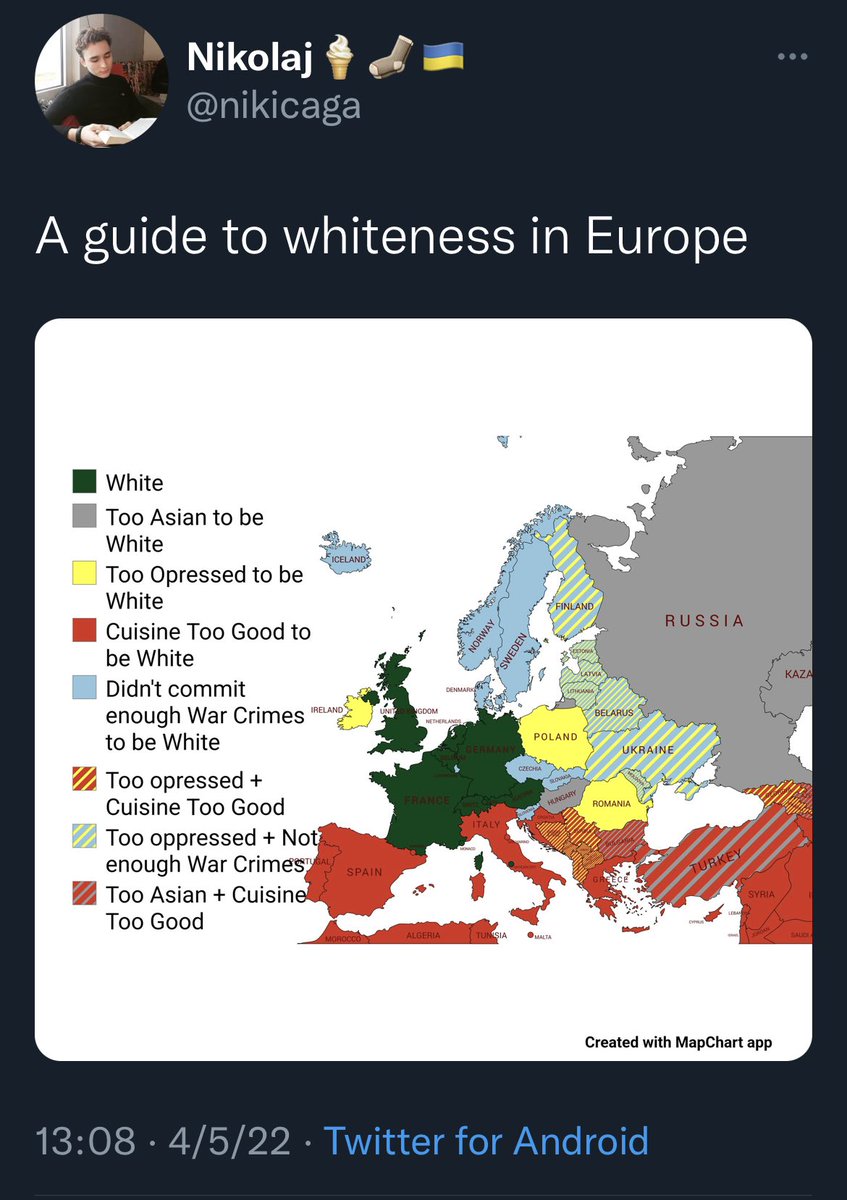 Nikolaj🍦🧦🇺🇦
@nikicaga
A guide to whiteness in Europe
White
Too Asian to be
White
Too Opressed to be
White
Cuisine Too Good to
be White
Didn't commit
enough War Crimes
to be White
Too opressed +
Cuisine Too Good
Too oppressed + Not
enough War Crimes
Too Asian + Cuisine
Too Good
ICELAND
NORWAY
SWEDEN
FINLAND
RUSSIA
ESTONIA
LATVIA
LITHUANIA
DENMARK
IRELAND
UNITED KINGDOM
NETHERLANDS
BELARUS
KAZA
GERMANY
POLAND
UKRAINE
CZECHIA
SLOVAKIA
FRANCE
HUNGARY
ROMANIA
ITALY
MONACO
PORTUGAL
SPAIN
BULGARIA
GREECE
TURKEY
SYRIA
CYPRUS
MOROCCO
ALGERIA
TUNISIA
MALTA
JORDAN
SAUDI
Created with MapChart app
13:08 · 4/5/22 · Twitter for Android